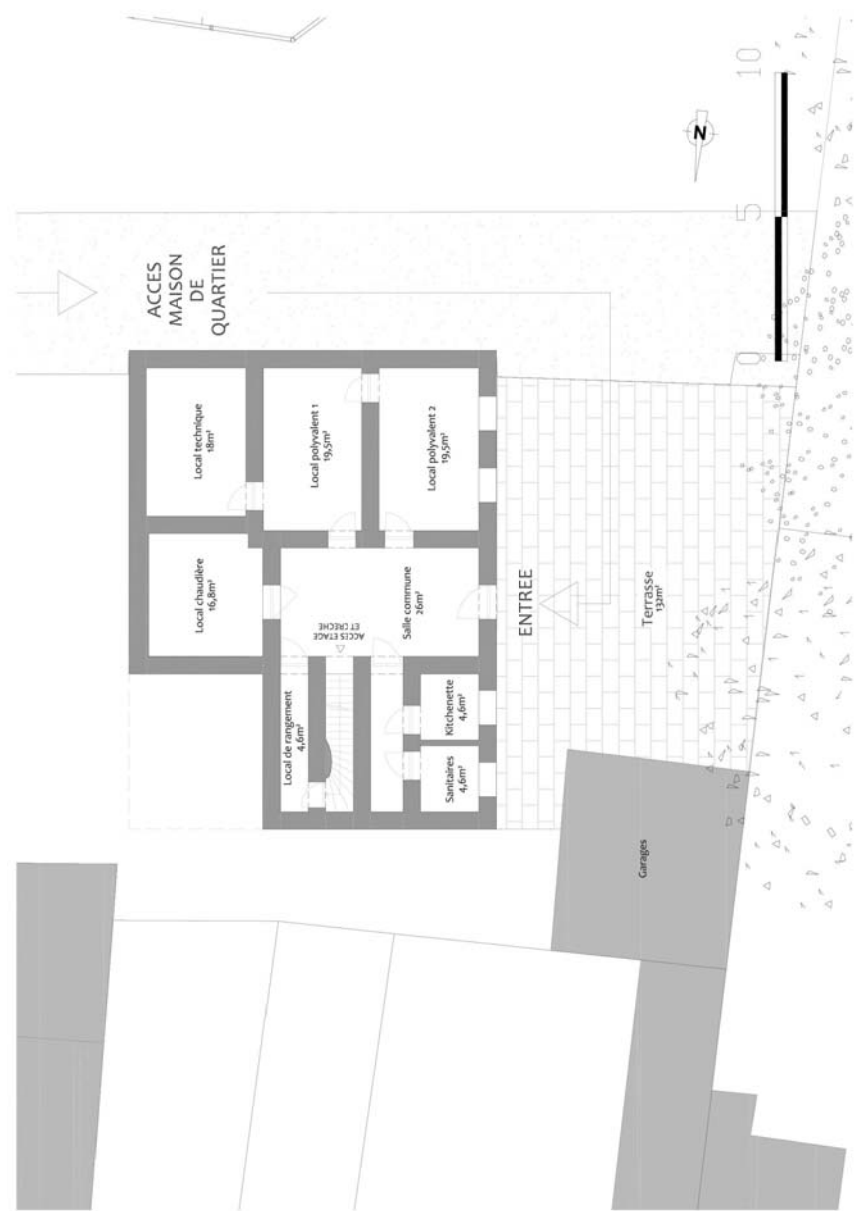 ACCES
MAISON
DE
QUARTIER
N
10
5
0
Local technique
18m²
Local polyvalent 1
19,5m²
Local polyvalent 2
19,5m²
Local chaudière
16,8m²
ACCES ETAGE
ET CRECHE
Salle commune
26m²
Local de rangement
4,6m²
Kitchenette
4,6m²
Sanitaires
4,6m²
ENTREE
Terrasse
132m²
Garages